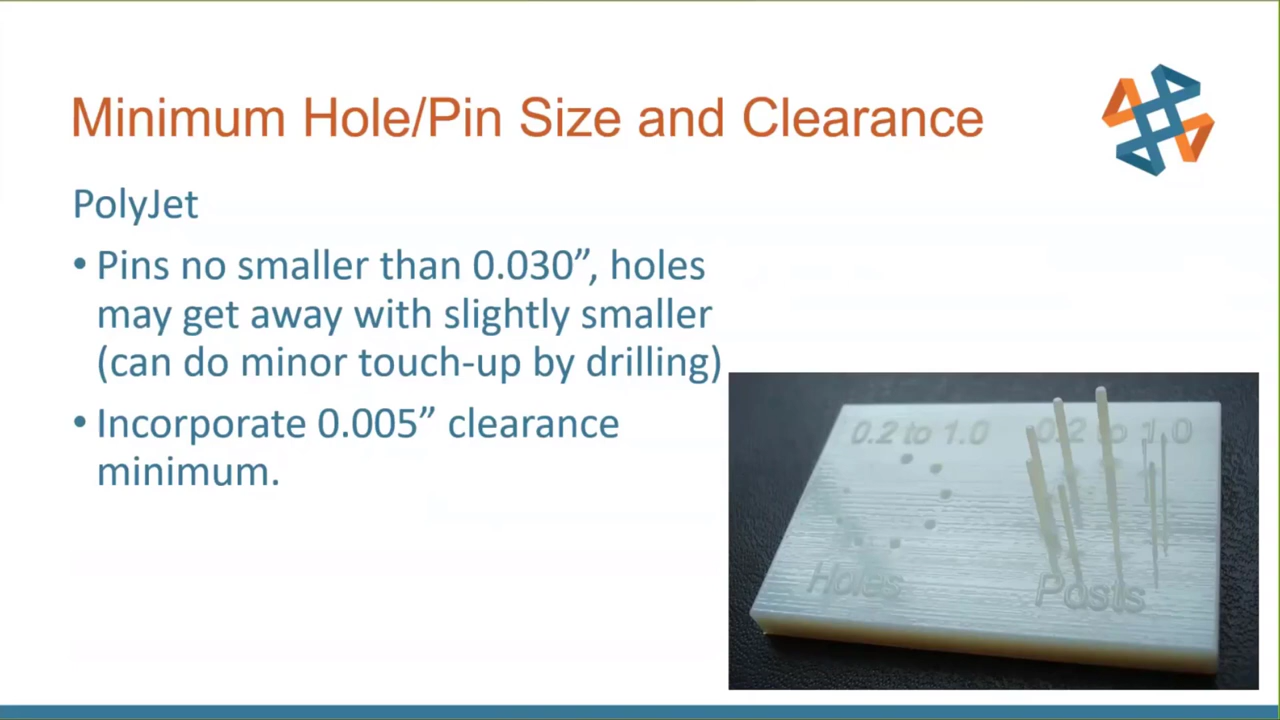 Minimum Hole/Pin Size and Clearance
PolyJet
• Pins no smaller than 0.030”, holes
may get away with slightly smaller
(can do minor touch-up by drilling)
• Incorporate 0.005” clearance
minimum.
0.2 to 1.0 0.2 to 1.0
Holes Posts